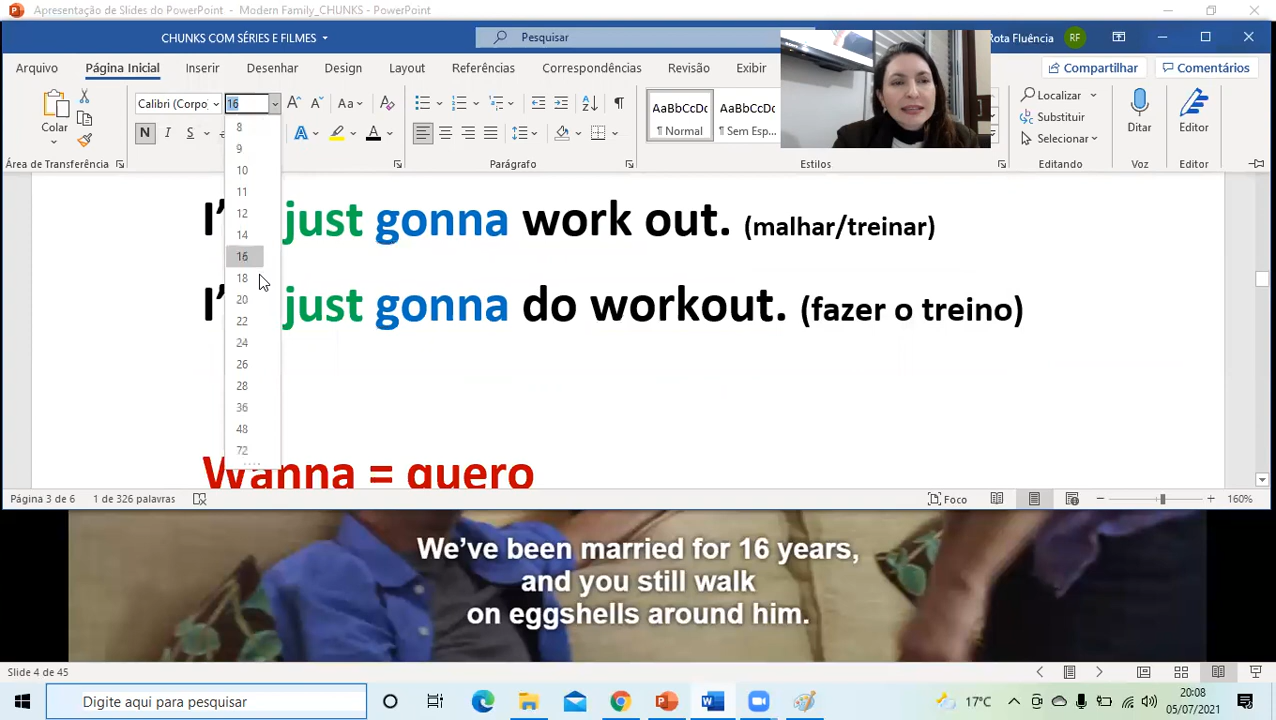 Apresentação de Slides do PowerPoint - Modern Family_CHUNKS - PowerPoint
CHUNKS COM SÉRIES E FILMES
Pesquisar
Rota Fluência RF
Arquivo Página Inicial Inserir Desenhar Design Layout Referências Correspondências Revisão Exibir
Compartilhar Comentários
Colar
Calibri (Corpo 16
Aa
N I S
A A
AaBbCcDc AaBbCcDc
¶ Normal ¶ Sem Esp...
Localizar
Substituir
Selecionar
Ditar
Editor
Área de Transferência Parágrafo Estilos Editando Voz Editor
8
9
10
11
12
14
16
18
20
22
24
26
28
36
48
72
I' just gonna work out. (malhar/treinar)
I' just gonna do workout. (fazer o treino)
Wanna = quero
Página 3 de 6 1 de 326 palavras Foco 160%
We've been married for 16 years,
and you still walk
on eggshells around him.
Slide 4 de 45
Digite aqui para pesquisar
17°C
20:08
05/07/2021